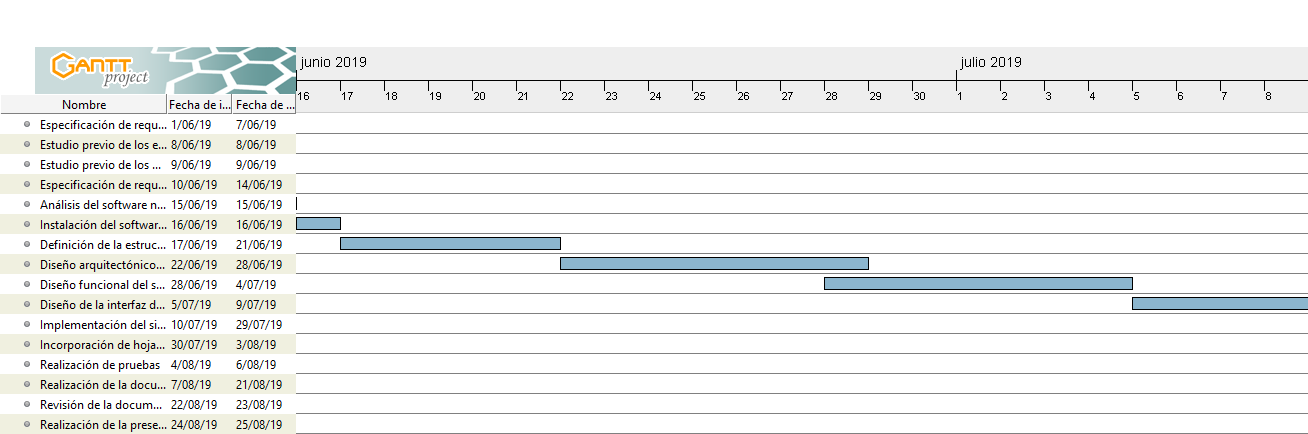 GANTT
project
junio 2019 julio 2019
Nombre Fecha de i... Fecha de ... 16 17 18 19 20 21 22 23 24 25 26 27 28 29 30 1 2 3 4 5 6 7 8
Especificación de requ... 1/06/19 7/06/19
Estudio previo de los e... 8/06/19 8/06/19
Estudio previo de los ... 9/06/19 9/06/19
Especificación de requ... 10/06/19 14/06/19
Análisis del software n... 15/06/19 15/06/19
Instalación del softwar... 16/06/19 16/06/19
Definición de la estruc... 17/06/19 21/06/19
Diseño arquitectónico... 22/06/19 28/06/19
Diseño funcional del s... 28/06/19 4/07/19
Diseño de la interfaz d... 5/07/19 9/07/19
Implementación del si... 10/07/19 29/07/19
Incorporación de hoja... 30/07/19 3/08/19
Realización de pruebas 4/08/19 6/08/19
Realización de la docu... 7/08/19 21/08/19
Revisión de la docum... 22/08/19 23/08/19
Realización de la prese... 24/08/19 25/08/19